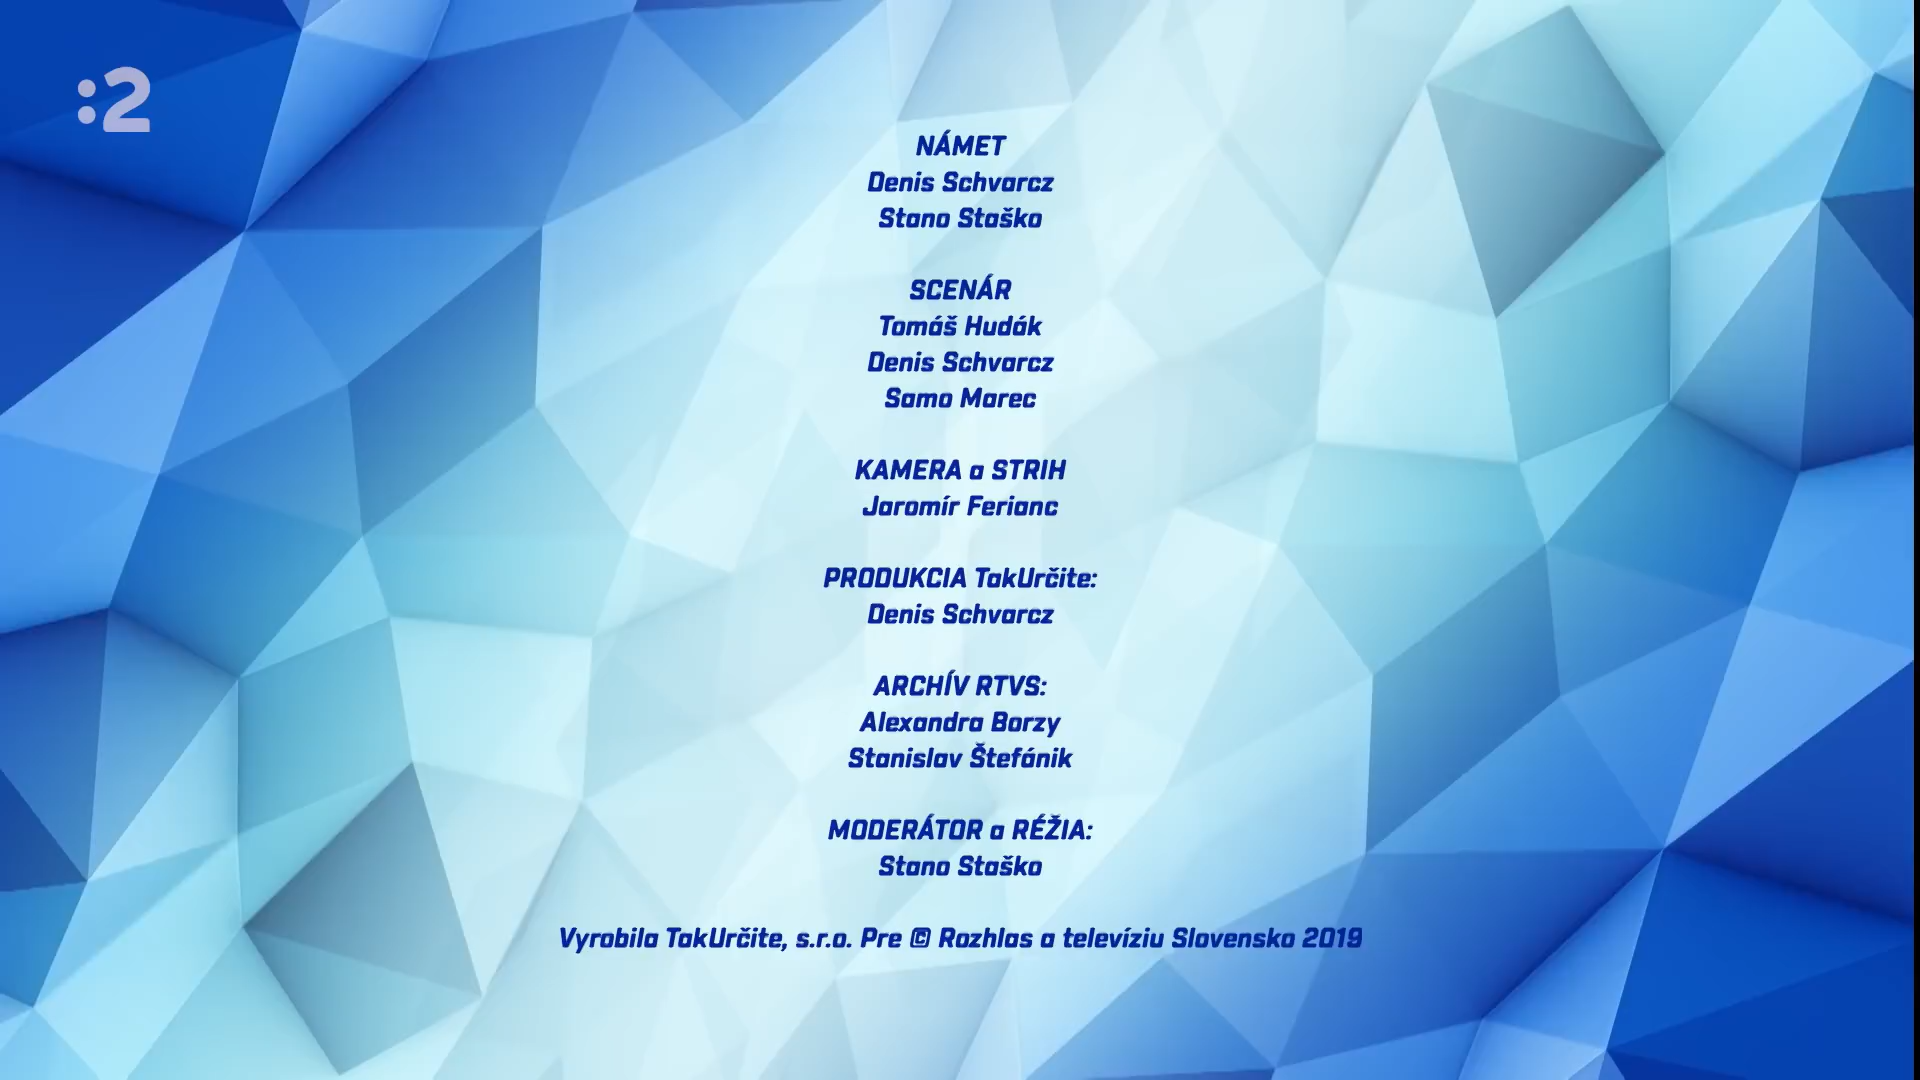 :2
NÁMET
Denis Schvarcz
Stano Staško
SCENÁR
Tomáš Hudák
Denis Schvarcz
Samo Marec
KAMERA a STRIH
Jaromír Ferianc
PRODUKCIA TakUrčite:
Denis Schvarcz
ARCHÍV RTVS:
Alexandra Borzy
Stanislav Štefánik
MODERÁTOR a RÉŽIA:
Stano Staško
Vyrobila TakUrčite, s.r.o. Pre © Rozhlas a televíziu Slovensko 2019